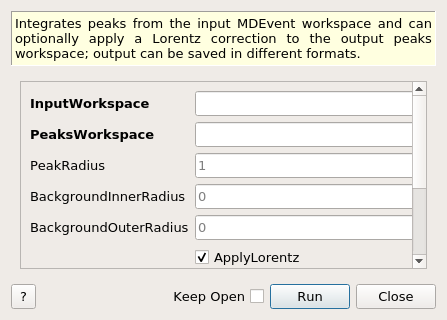 Integrates peaks from the input MDEvent workspace and can
optionally apply a Lorentz correction to the output peaks
workspace; output can be saved in different formats.
InputWorkspace
PeaksWorkspace
PeakRadius 1
BackgroundInnerRadius 0
BackgroundOuterRadius 0
ApplyLorentz
? Keep Open Run Close